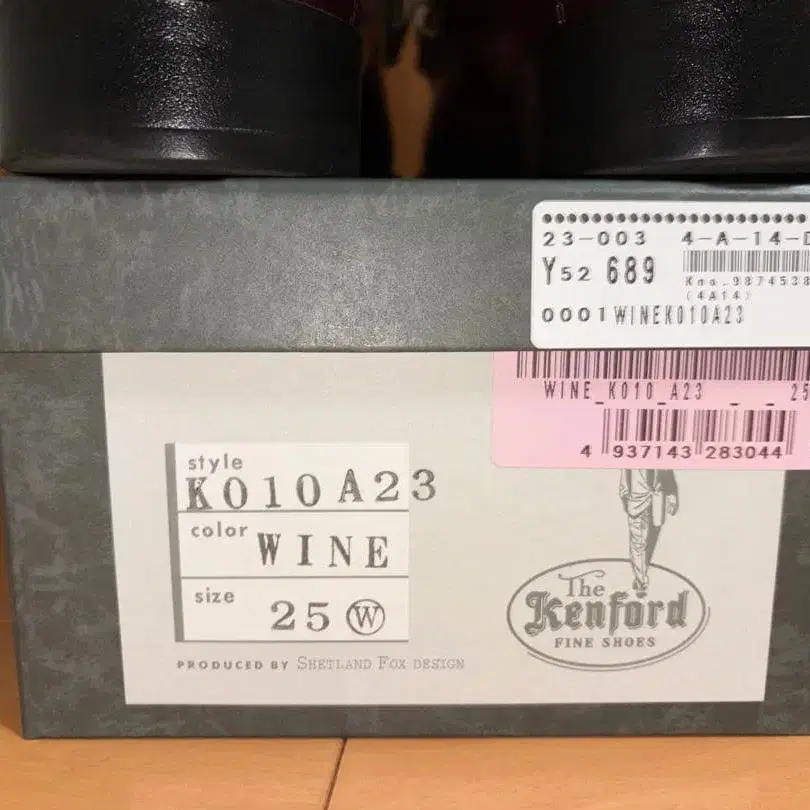 23-003 4-A-14-D
Y52 689
Kno.9874538
(4A14)
0001WINEK010A23
WINE_K010_A23 _ _ 25
4 937143 283044
style
K010A23
color
WINE
size
25 W
The
Kenford
FINE SHOES
PRODUCED BY SHETLAND FOX DESIGN